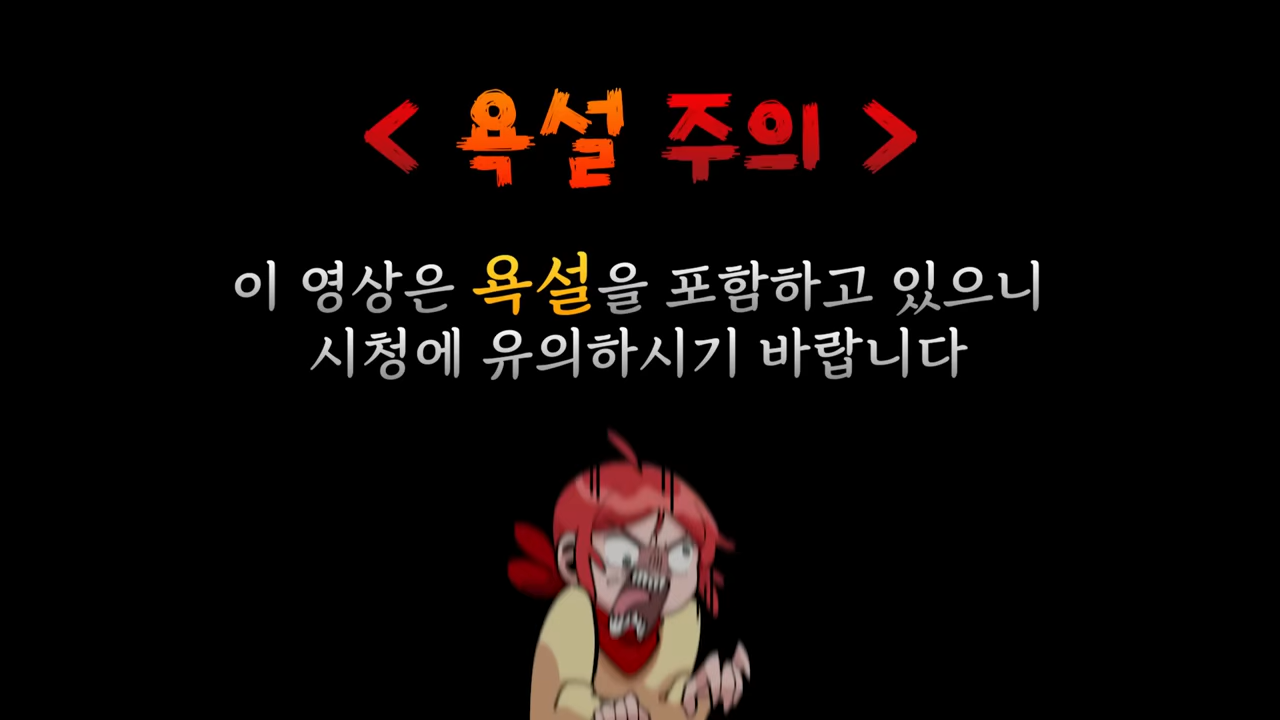 < 욕설 주의 >
이 영상은 욕설을 포함하고 있으니
시청에 유의하시기 바랍니다